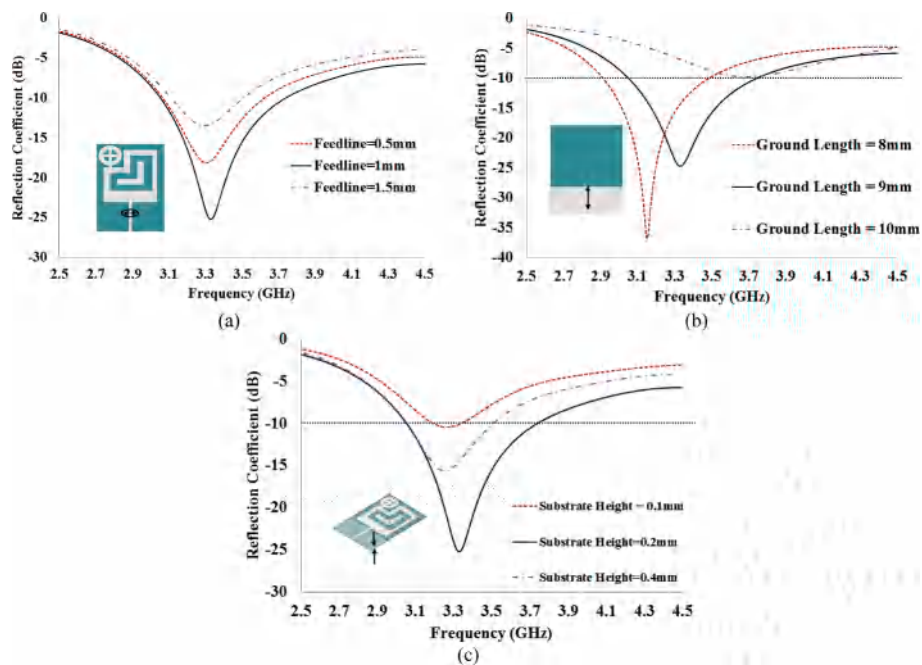 (a)
Reflection Coefficient (dB)
0
-5
-10
-15
-20
-25
-30
Feedline=0.5mm
Feedline=1mm
Feedline=1.5mm
2.5 2.7 2.9 3.1 3.3 3.5 3.7 3.9 4.1 4.3 4.5
Frequency (GHz)
(a)
(b)
Reflection Coefficient (dB)
0
-5
-10
-15
-20
-25
-30
-35
-40
Ground Length = 8mm
Ground Length = 9mm
Ground Length = 10mm
2.5 2.7 2.9 3.1 3.3 3.5 3.7 3.9 4.1 4.3 4.5
Frequency (GHz)
(b)
Reflection Coefficient (dB)
0
-5
-10
-15
-20
-25
-30
Substrate Height = 0.1mm
Substrate Height=0.2mm
Substrate Height=0.4mm
2.5 2.7 2.9 3.1 3.3 3.5 3.7 3.9 4.1 4.3 4.5
Frequency (GHz)
(c)